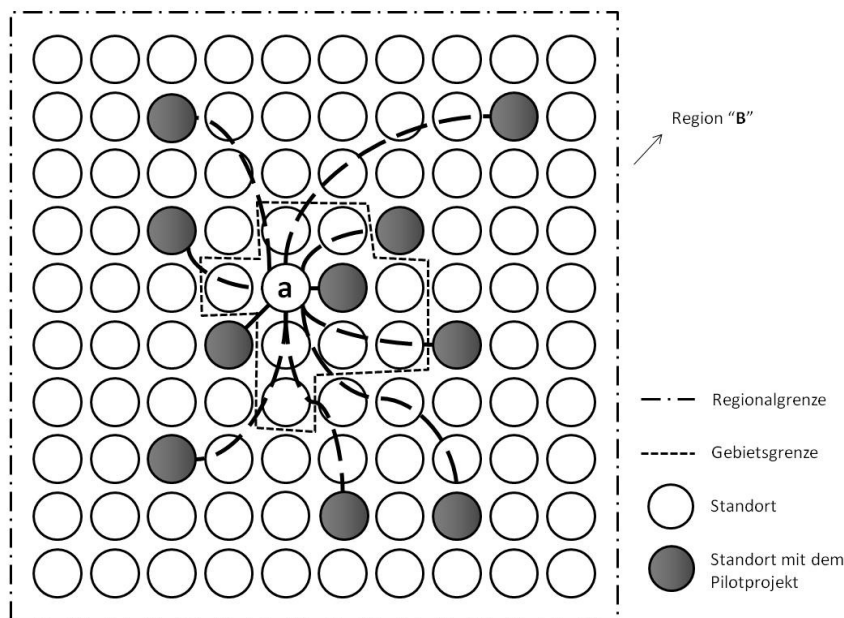 Region “B”
a
Regionalgrenze
Gebietsgrenze
Standort
Standort mit dem
Pilotprojekt